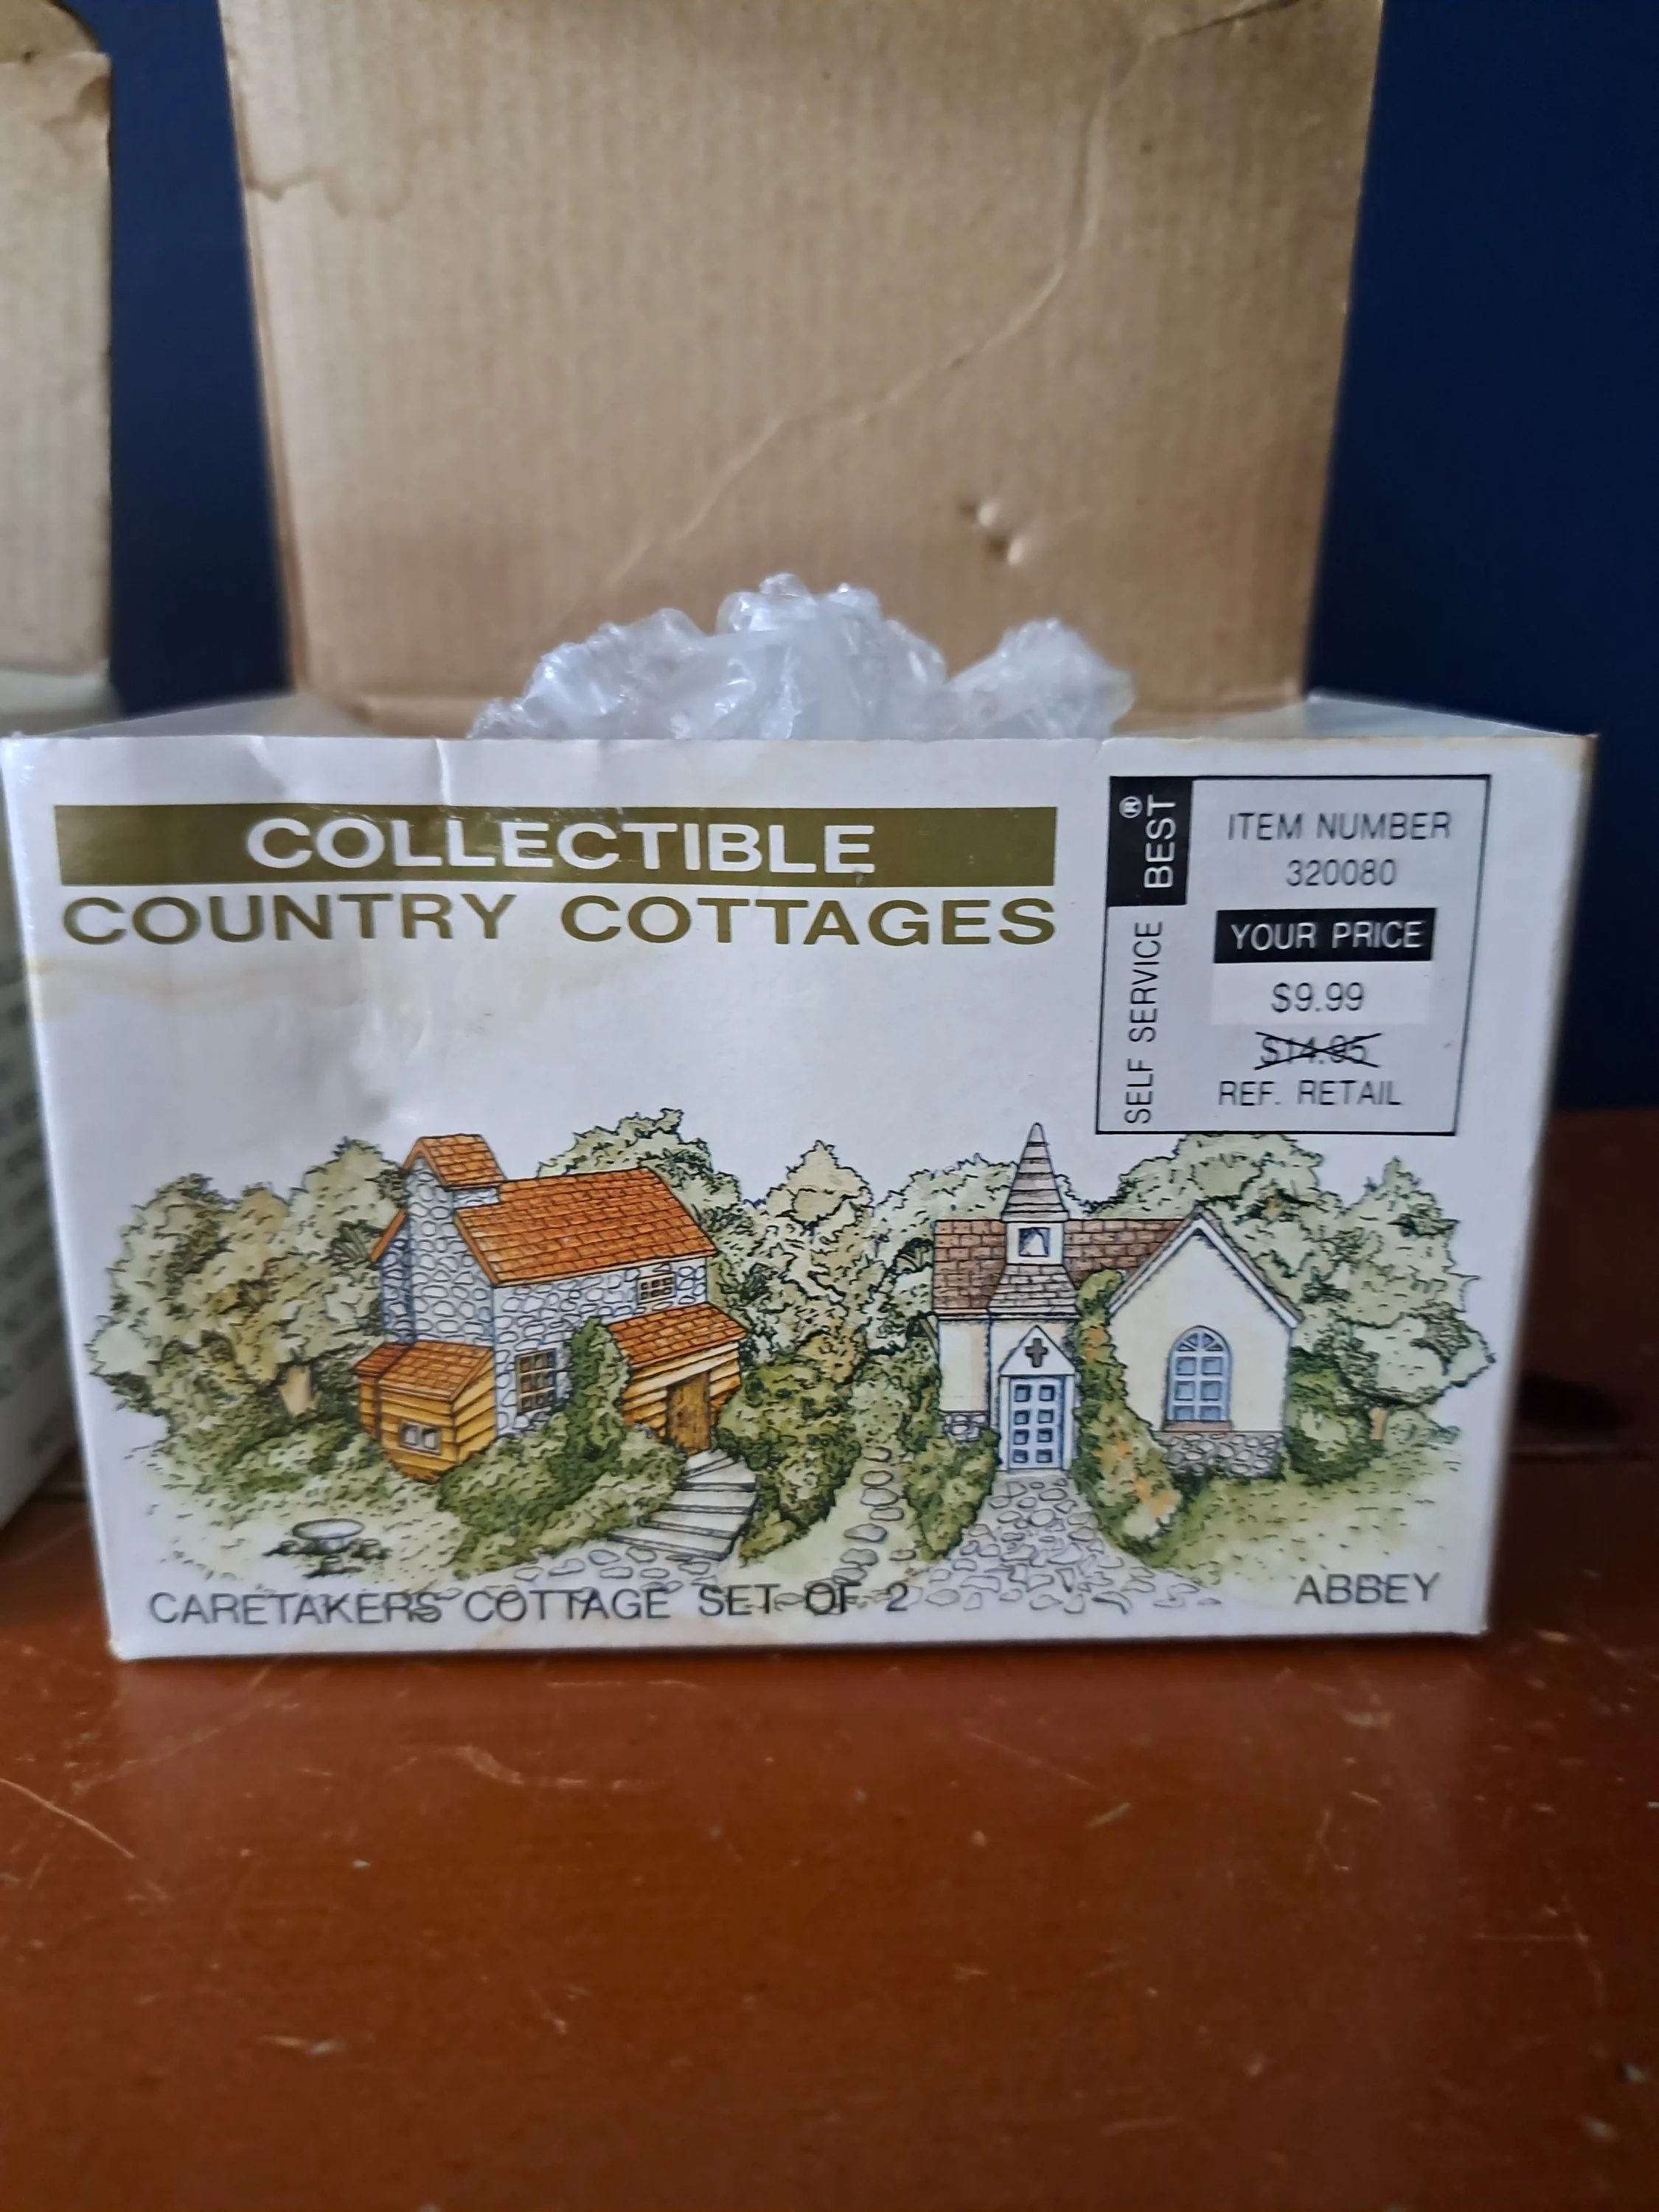 COLLECTIBLE
COUNTRY COTTAGES
SELF SERVICE BEST®
ITEM NUMBER
320080
YOUR PRICE
$9.99
$14.95
REF. RETAIL
CARETAKERS COTTAGE SET OF 2
ABBEY